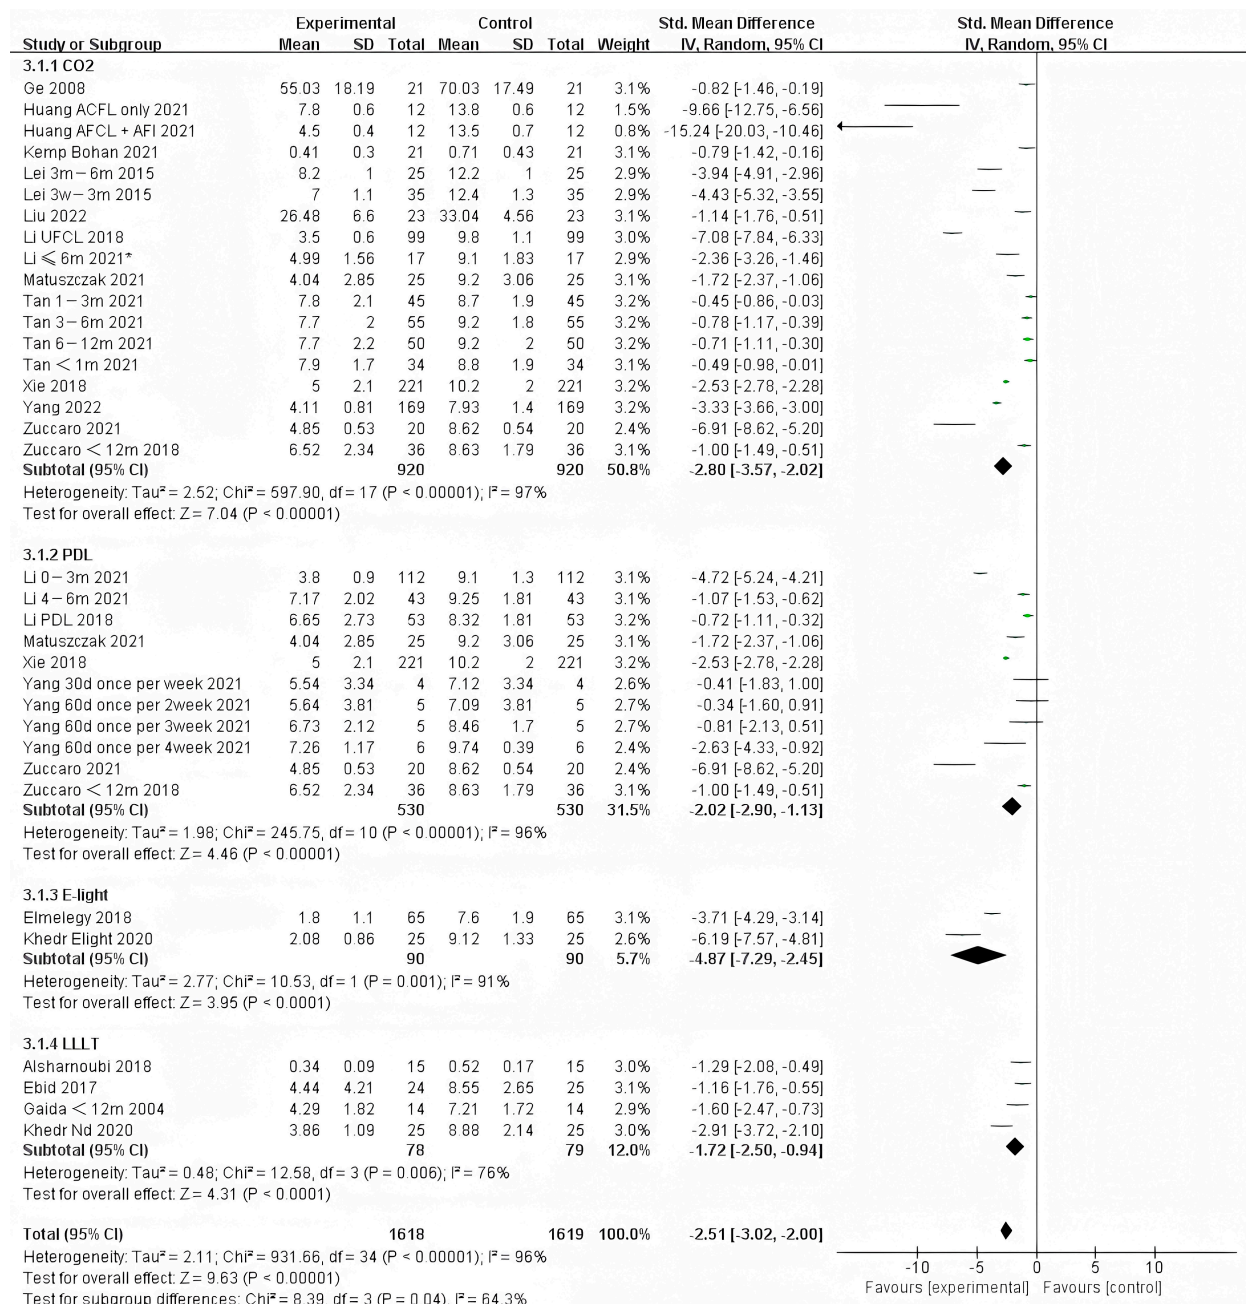 Experimental Control Std. Mean Difference Std. Mean Difference
Study or Subgroup Mean SD Total Mean SD Total Weight IV, Random, 95% CI IV, Random, 95% CI
3.1.1 CO2
Ge 2008 55.03 18.19 21 70.03 17.49 21 3.1% -0.82 [-1.46, -0.19]
Huang ACFL only 2021 7.8 0.6 12 13.8 0.6 12 1.5% -9.66 [-12.75, -6.56]
Huang AFCL + AFI 2021 4.5 0.4 12 13.5 0.7 12 0.8% -15.24 [-20.03, -10.46]
Kemp Bohan 2021 0.41 0.3 21 0.71 0.43 21 3.1% -0.79 [-1.42, -0.16]
Lei 3m–6m 2015 8.2 1 25 12.2 1 25 2.9% -3.94 [-4.91, -2.96]
Lei 3w–3m 2015 7 1.1 35 12.4 1.3 35 2.9% -4.43 [-5.32, -3.55]
Liu 2022 26.48 6.6 23 33.04 4.56 23 3.1% -1.14 [-1.76, -0.51]
Li UFCL 2018 3.5 0.6 99 9.8 1.1 99 3.0% -7.08 [-7.84, -6.33]
Li ⩽ 6m 2021* 4.99 1.56 17 9.1 1.83 17 2.9% -2.36 [-3.26, -1.46]
Matuszczak 2021 4.04 2.85 25 9.2 3.06 25 3.1% -1.72 [-2.37, -1.06]
Tan 1–3m 2021 7.8 2.1 45 8.7 1.9 45 3.2% -0.45 [-0.86, -0.03]
Tan 3–6m 2021 7.7 2 55 9.2 1.8 55 3.2% -0.78 [-1.17, -0.39]
Tan 6–12m 2021 7.7 2.2 50 9.2 2 50 3.2% -0.71 [-1.11, -0.30]
Tan < 1m 2021 7.9 1.7 34 8.8 1.9 34 3.1% -0.49 [-0.98, -0.01]
Xie 2018 5 2.1 221 10.2 2 221 3.2% -2.53 [-2.78, -2.28]
Yang 2022 4.11 0.81 169 7.93 1.4 169 3.2% -3.33 [-3.66, -3.00]
Zuccaro 2021 4.85 0.53 20 8.62 0.54 20 2.4% -6.91 [-8.62, -5.20]
Zuccaro < 12m 2018 6.52 2.34 36 8.63 1.79 36 3.1% -1.00 [-1.49, -0.51]
Subtotal (95% CI) 920 920 50.8% -2.80 [-3.57, -2.02]
Heterogeneity: Tau² = 2.52; Chi² = 597.90, df = 17 (P < 0.00001); I² = 97%
Test for overall effect: Z = 7.04 (P < 0.00001)
3.1.2 PDL
Li 0–3m 2021 3.8 0.9 112 9.1 1.3 112 3.1% -4.72 [-5.24, -4.21]
Li 4–6m 2021 7.17 2.02 43 9.25 1.81 43 3.1% -1.07 [-1.53, -0.62]
Li PDL 2018 6.65 2.73 53 8.32 1.81 53 3.2% -0.72 [-1.11, -0.32]
Matuszczak 2021 4.04 2.85 25 9.2 3.06 25 3.1% -1.72 [-2.37, -1.06]
Xie 2018 5 2.1 221 10.2 2 221 3.2% -2.53 [-2.78, -2.28]
Yang 30d once per week 2021 5.54 3.34 4 7.12 3.34 4 2.6% -0.41 [-1.83, 1.00]
Yang 60d once per 2week 2021 5.64 3.81 5 7.09 3.81 5 2.7% -0.34 [-1.60, 0.91]
Yang 60d once per 3week 2021 6.73 2.12 5 8.46 1.7 5 2.7% -0.81 [-2.13, 0.51]
Yang 60d once per 4week 2021 7.26 1.17 6 9.74 0.39 6 2.4% -2.63 [-4.33, -0.92]
Zuccaro 2021 4.85 0.53 20 8.62 0.54 20 2.4% -6.91 [-8.62, -5.20]
Zuccaro < 12m 2018 6.52 2.34 36 8.63 1.79 36 3.1% -1.00 [-1.49, -0.51]
Subtotal (95% CI) 530 530 31.5% -2.02 [-2.90, -1.13]
Heterogeneity: Tau² = 1.98; Chi² = 245.75, df = 10 (P < 0.00001); I² = 96%
Test for overall effect: Z = 4.46 (P < 0.00001)
3.1.3 E-light
Elmelegy 2018 1.8 1.1 65 7.6 1.9 65 3.1% -3.71 [-4.29, -3.14]
Khedr Elight 2020 2.08 0.86 25 9.12 1.33 25 2.6% -6.19 [-7.57, -4.81]
Subtotal (95% CI) 90 90 5.7% -4.87 [-7.29, -2.45]
Heterogeneity: Tau² = 2.77; Chi² = 10.53, df = 1 (P = 0.001); I² = 91%
Test for overall effect: Z = 3.95 (P < 0.0001)
3.1.4 LLLT
Alsharnoubi 2018 0.34 0.09 15 0.52 0.17 15 3.0% -1.29 [-2.08, -0.49]
Ebid 2017 4.44 4.21 24 8.55 2.65 25 3.1% -1.16 [-1.76, -0.55]
Gaida < 12m 2004 4.29 1.82 14 7.21 1.72 14 2.9% -1.60 [-2.47, -0.73]
Khedr Nd 2020 3.86 1.09 25 8.88 2.14 25 3.0% -2.91 [-3.72, -2.10]
Subtotal (95% CI) 78 79 12.0% -1.72 [-2.50, -0.94]
Heterogeneity: Tau² = 0.48; Chi² = 12.58, df = 3 (P = 0.006); I² = 76%
Test for overall effect: Z = 4.31 (P < 0.0001)
Total (95% CI) 1618 1619 100.0% -2.51 [-3.02, -2.00]
Heterogeneity: Tau² = 2.11; Chi² = 931.66, df = 34 (P < 0.00001); I² = 96%
Test for overall effect: Z = 9.63 (P < 0.00001)
Test for subgroup differences: Chi² = 8.39, df = 3 (P = 0.04), I² = 64.3%
-10 -5 0 5 10
Favours [experimental] Favours [control]